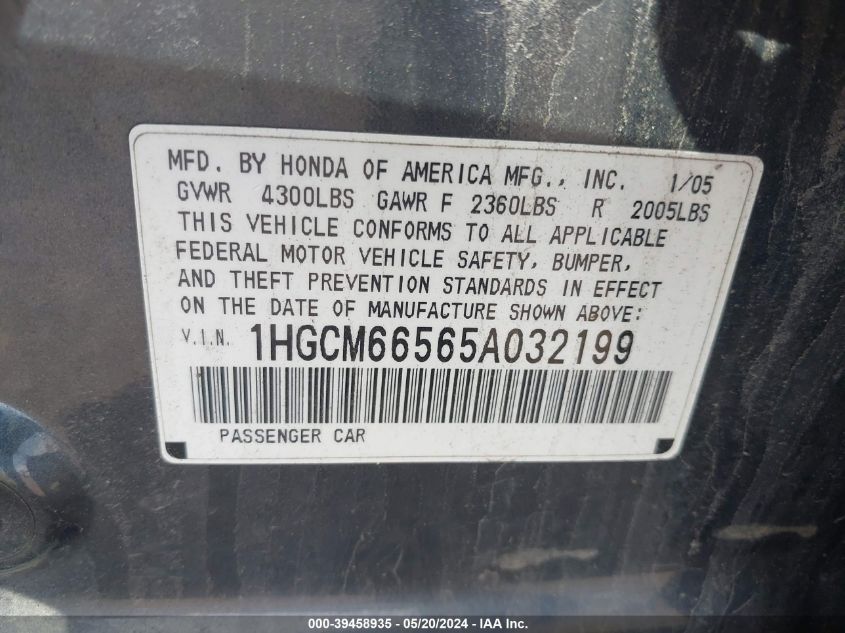 MFD. BY HONDA OF AMERICA MFG., INC. 1/05
GVWR 4300LBS GAWR F 2360LBS R 2005LBS
THIS VEHICLE CONFORMS TO ALL APPLICABLE
FEDERAL MOTOR VEHICLE SAFETY, BUMPER,
AND THEFT PREVENTION STANDARDS IN EFFECT
ON THE DATE OF MANUFACTURE SHOWN ABOVE:
V.I.N. 1HGCM66565A032199
PASSENGER CAR
000-39458935 - 05/20/2024 - IAA Inc.